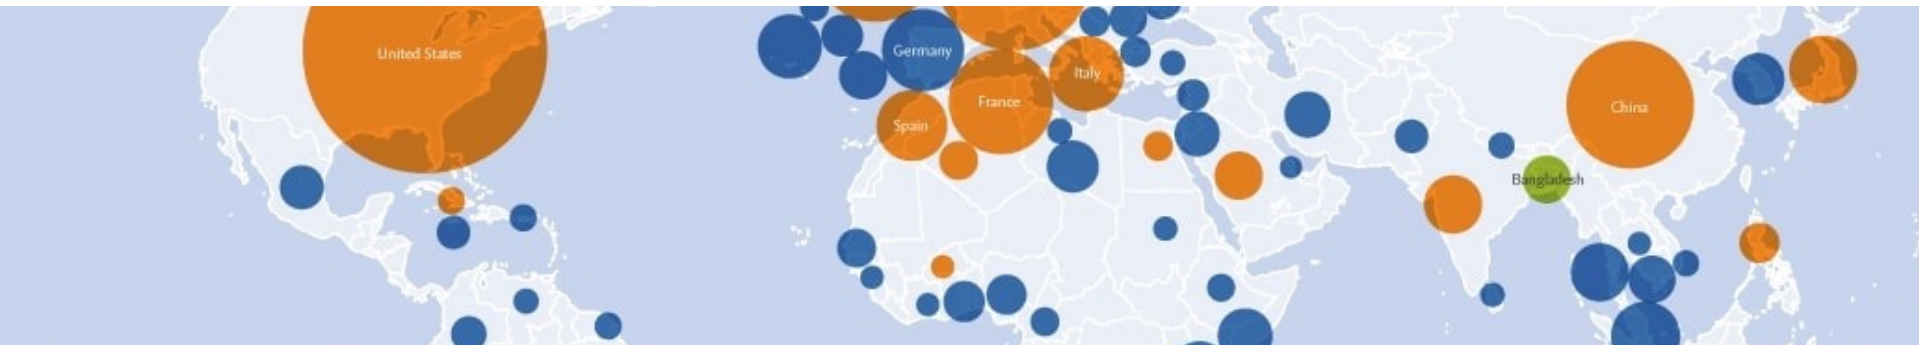 United States
Germany
Italy
France
Spain
China
Bangladesh